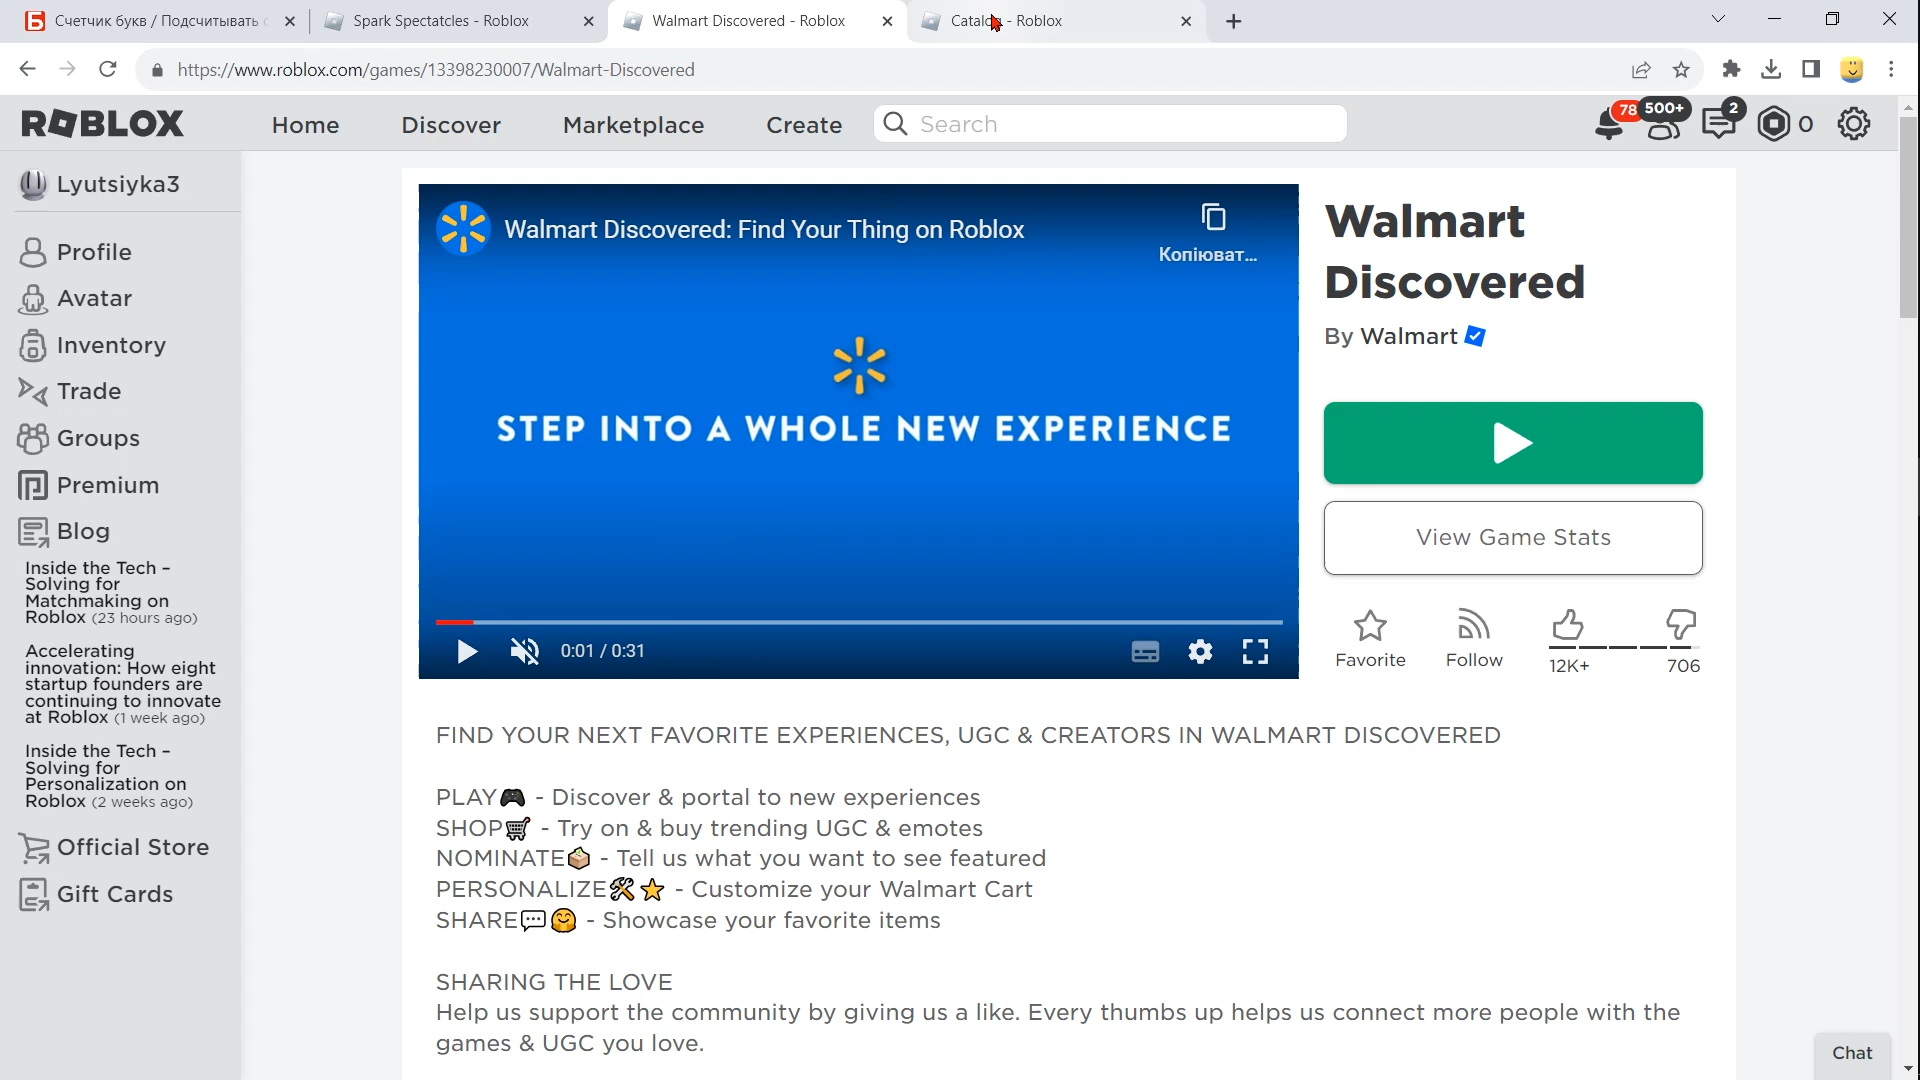 Счетчик букв / Подсчитывать
Spark Spectatcles - Roblox
Walmart Discovered - Roblox
Catalog - Roblox
https://www.roblox.com/games/13398230007/Walmart-Discovered
ROBLOX
Home
Discover
Marketplace
Create
Search
78
500+
2
0
Lyutsiyka3
Profile
Avatar
Inventory
Trade
Groups
Premium
Blog
Inside the Tech –
Solving for
Matchmaking on
Roblox (23 hours ago)
Accelerating
innovation: How eight
startup founders are
continuing to innovate
at Roblox (1 week ago)
Inside the Tech –
Solving for
Personalization on
Roblox (2 weeks ago)
Official Store
Gift Cards
Walmart Discovered: Find Your Thing on Roblox
Копіюват...
STEP INTO A WHOLE NEW EXPERIENCE
0:01 / 0:31
Walmart
Discovered
By Walmart
View Game Stats
Favorite
Follow
12K+
706
FIND YOUR NEXT FAVORITE EXPERIENCES, UGC & CREATORS IN WALMART DISCOVERED
PLAY🎮 - Discover & portal to new experiences
SHOP🛒 - Try on & buy trending UGC & emotes
NOMINATE🗳️ - Tell us what you want to see featured
PERSONALIZE🛠️⭐ - Customize your Walmart Cart
SHARE💬🤗 - Showcase your favorite items
SHARING THE LOVE
Help us support the community by giving us a like. Every thumbs up helps us connect more people with the
games & UGC you love.
Chat